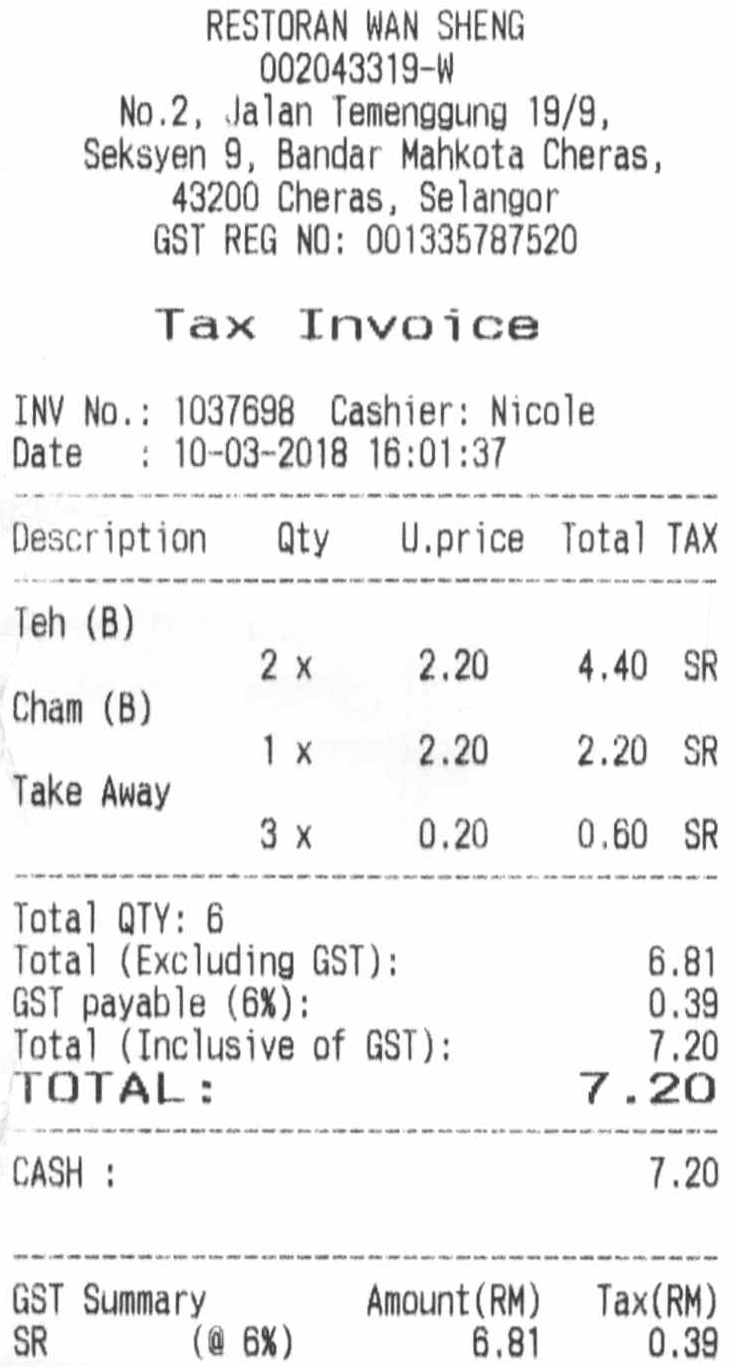 RESTORAN WAN SHENG
002043319-W
No.2, Jalan Temenggung 19/9,
Seksyen 9, Bandar Mahkota Cheras,
43200 Cheras, Selangor
GST REG NO: 001335787520
Tax Invoice
INV No.: 1037698 Cashier: Nicole
Date : 10-03-2018 16:01:37
Description Qty U.price Total TAX
Teh (B)
2 x 2.20 4.40 SR
Cham (B)
1 x 2.20 2.20 SR
Take Away
3 x 0.20 0.60 SR
Total QTY: 6
Total (Excluding GST): 6.81
GST payable (6%): 0.39
Total (Inclusive of GST): 7.20
TOTAL: 7.20
CASH : 7.20
GST Summary Amount(RM) Tax(RM)
SR (@ 6%) 6.81 0.39